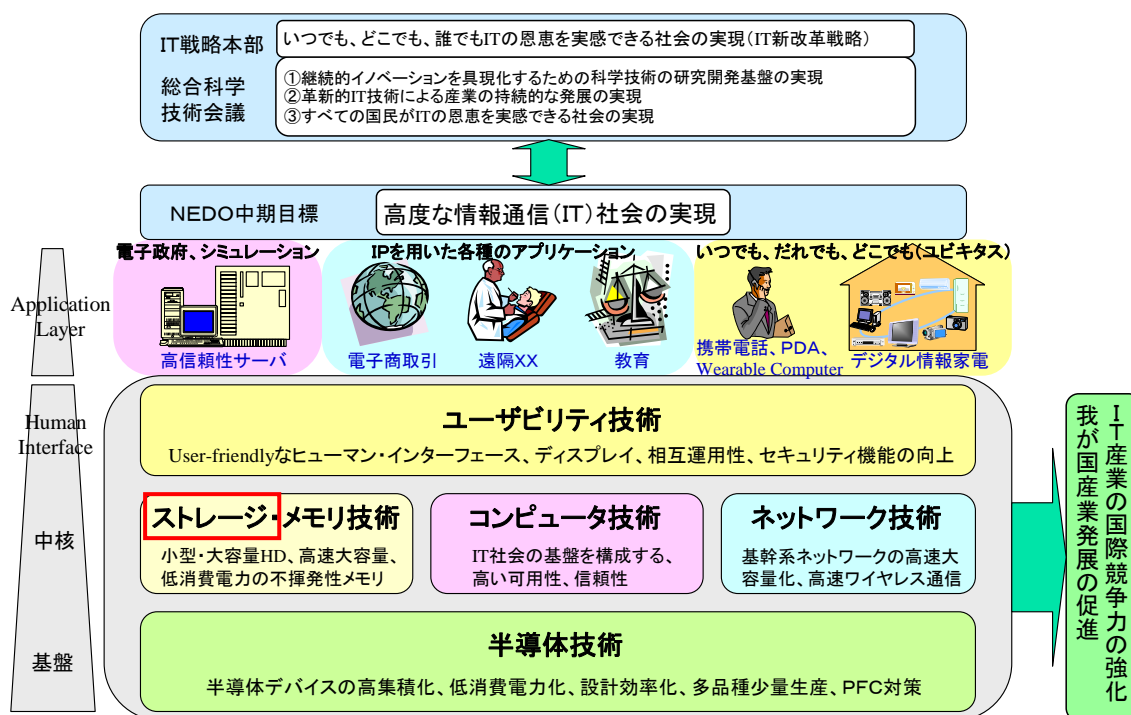 IT戦略本部
いつでも、どこでも、誰でもITの恩恵を実感できる社会の実現(IT新改革戦略)
総合科学
技術会議
①継続的イノベーションを具現化するための科学技術の研究開発基盤の実現
②革新的IT技術による産業の持続的な発展の実現
③すべての国民がITの恩恵を実感できる社会の実現
NEDO中期目標
高度な情報通信(IT)社会の実現
電子政府、シミュレーション
IPを用いた各種のアプリケーション
いつでも、だれでも、どこでも(ユビキタス)
Application
Layer
高信頼性サーバ
電子商取引
遠隔XX
教育
携帯電話、PDA、
Wearable Computer
デジタル情報家電
Human
Interface
ユーザビリティ技術
User-friendlyなヒューマン・インターフェース、ディスプレイ、相互運用性、セキュリティ機能の向上
中核
ストレージ・メモリ技術
小型・大容量HD、高速大容量、
低消費電力の不揮発性メモリ
コンピュータ技術
IT社会の基盤を構成する、
高い可用性、信頼性
ネットワーク技術
基幹系ネットワークの高速大
容量化、高速ワイヤレス通信
基盤
半導体技術
半導体デバイスの高集積化、低消費電力化、設計効率化、多品種少量生産、PFC対策
IT産業の国際競争力の強化
我が国産業発展の促進